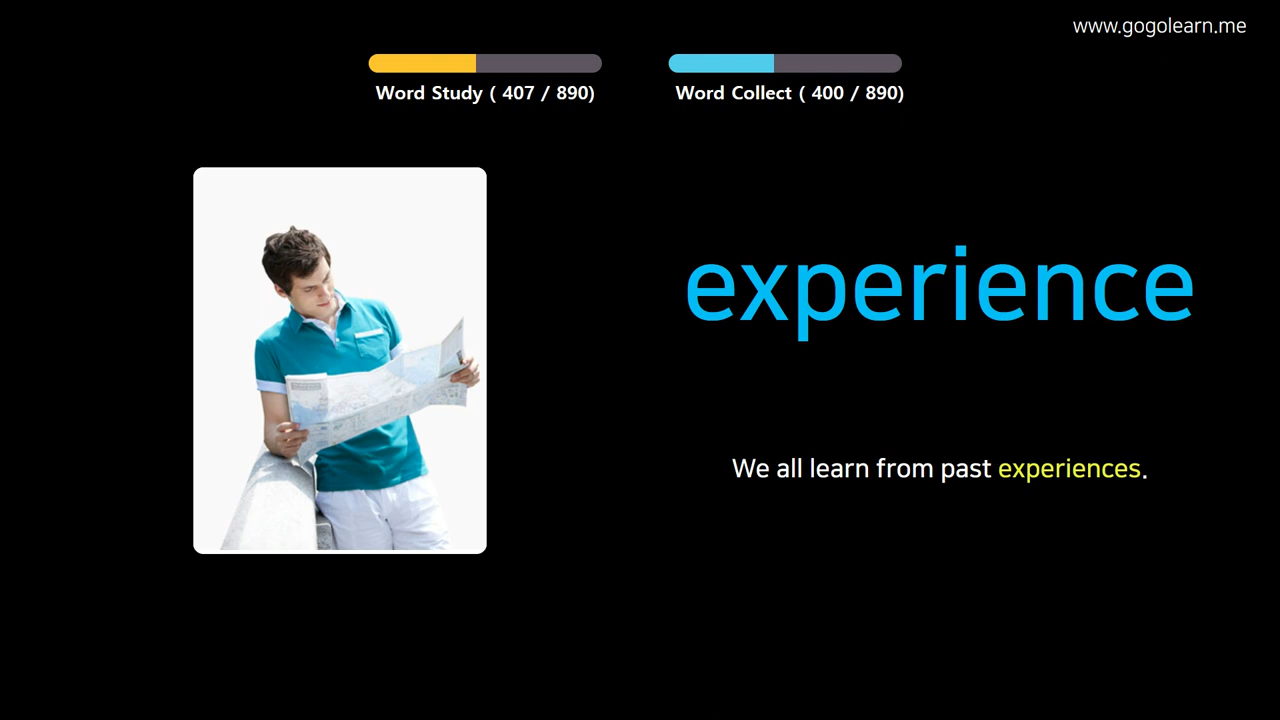 www.gogolearn.me
Word Study ( 407 / 890)
Word Collect ( 400 / 890)
experience
We all learn from past experiences.